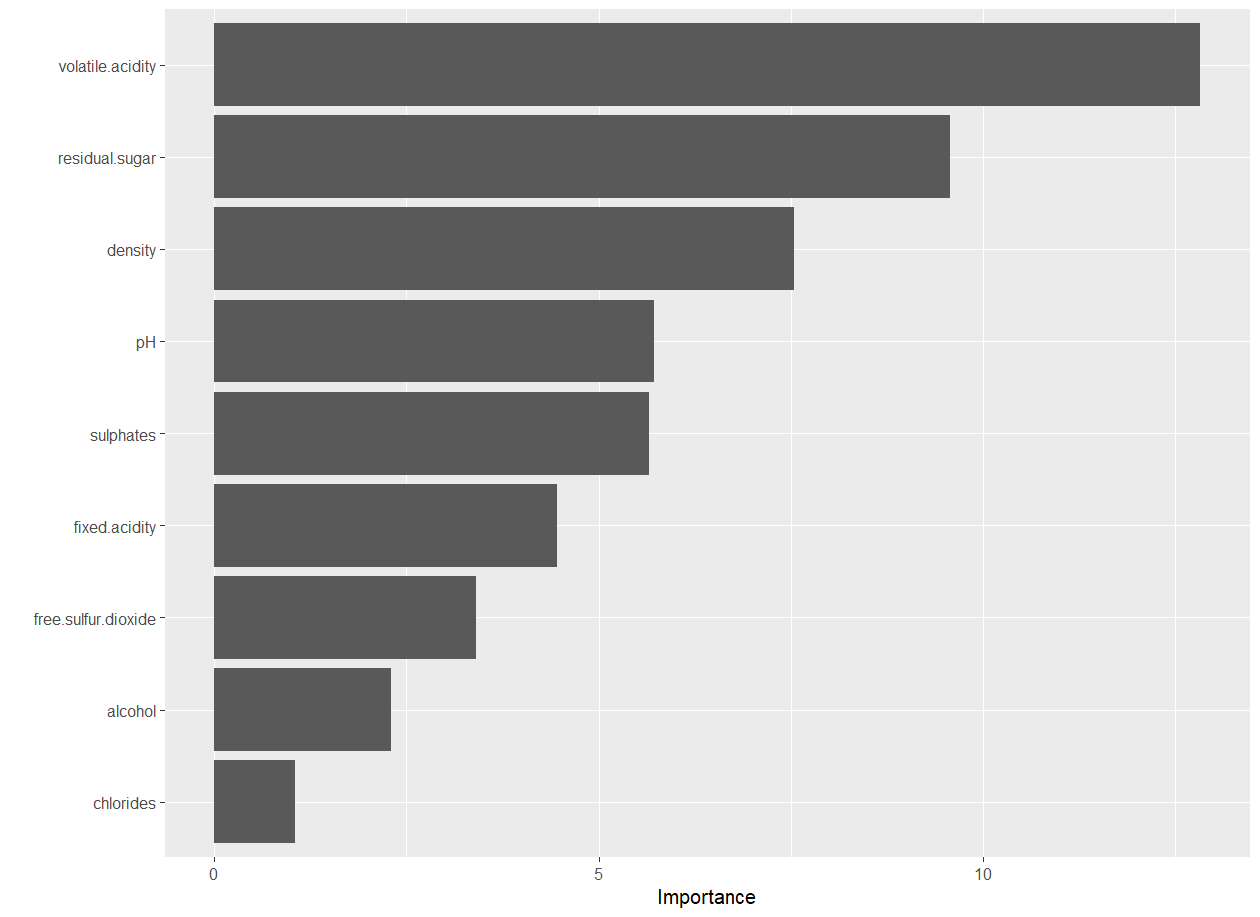 volatile.acidity
residual.sugar
density
pH
sulphates
fixed.acidity
free.sulfur.dioxide
alcohol
chlorides
0 5 10
Importance